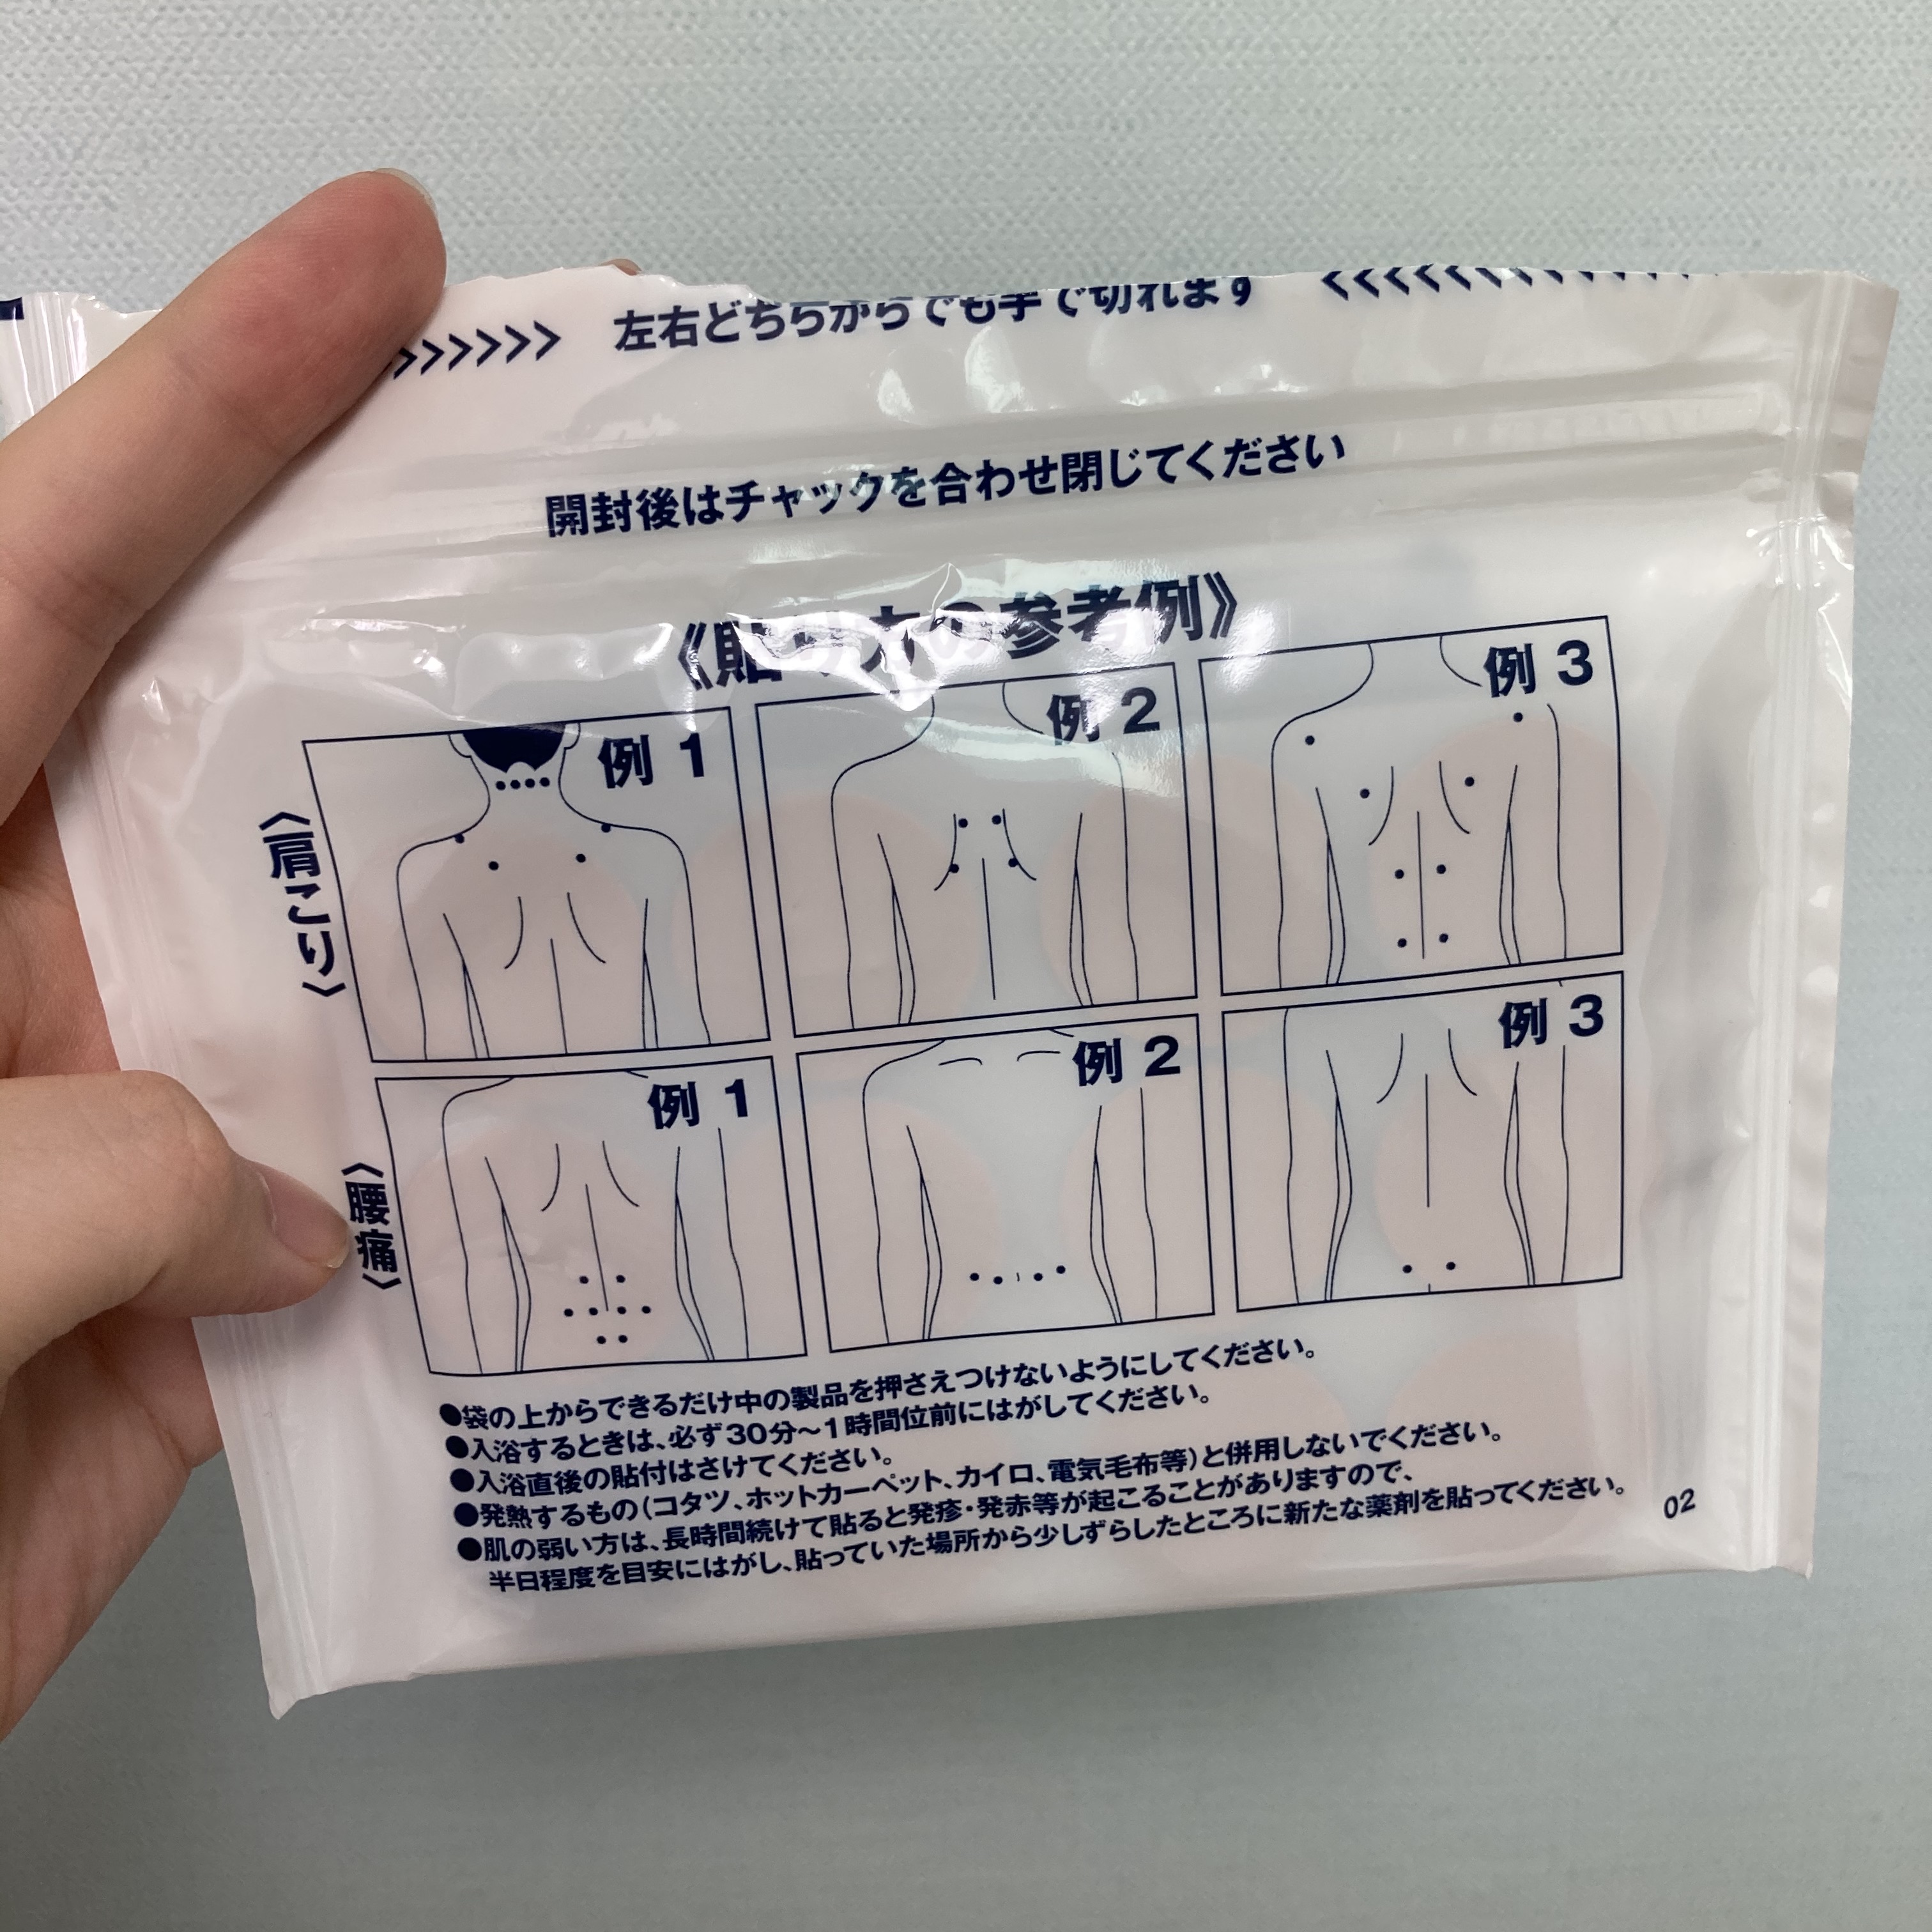 >>>>>> 左右どちらからでも手で切れます <<<<<<<<<<<<<
開封後はチャックを合わせ閉じてください
《貼り方の参考例》
〈肩こり〉
例 1
例 2
例 3
〈腰痛〉
例 1
例 2
例 3
●袋の上からできるだけ中の製品を押さえつけないようにしてください。
●入浴するときは、必ず30分～1時間位前にはがしてください。
●入浴直後の貼付はさけてください。
●発熱するもの(コタツ、ホットカーペット、カイロ、電気毛布等)と併用しないでください。
●肌の弱い方は、長時間続けて貼ると発疹・発赤等が起こることがありますので、
半日程度を目安にはがし、貼っていた場所から少しずらしたところに新たな薬剤を貼ってください。
02